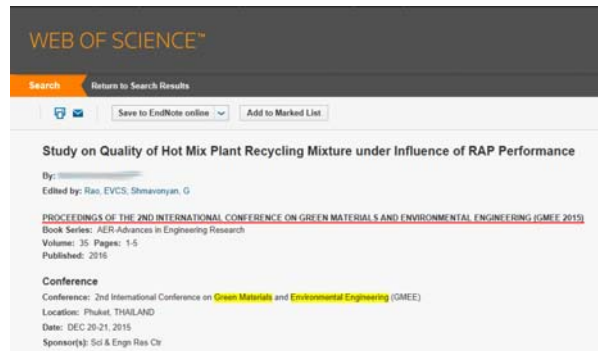 WEB OF SCIENCE™
Search Return to Search Results
Save to EndNote online Add to Marked List
Study on Quality of Hot Mix Plant Recycling Mixture under Influence of RAP Performance
By:
Edited by: Rao, EVCS; Shmavonyan, G
PROCEEDINGS OF THE 2ND INTERNATIONAL CONFERENCE ON GREEN MATERIALS AND ENVIRONMENTAL ENGINEERING (GMEE 2015)
Book Series: AER-Advances in Engineering Research
Volume: 35 Pages: 1-5
Published: 2016
Conference
Conference: 2nd International Conference on Green Materials and Environmental Engineering (GMEE)
Location: Phuket, THAILAND
Date: DEC 20-21, 2015
Sponsor(s): Sci & Engn Res Ctr